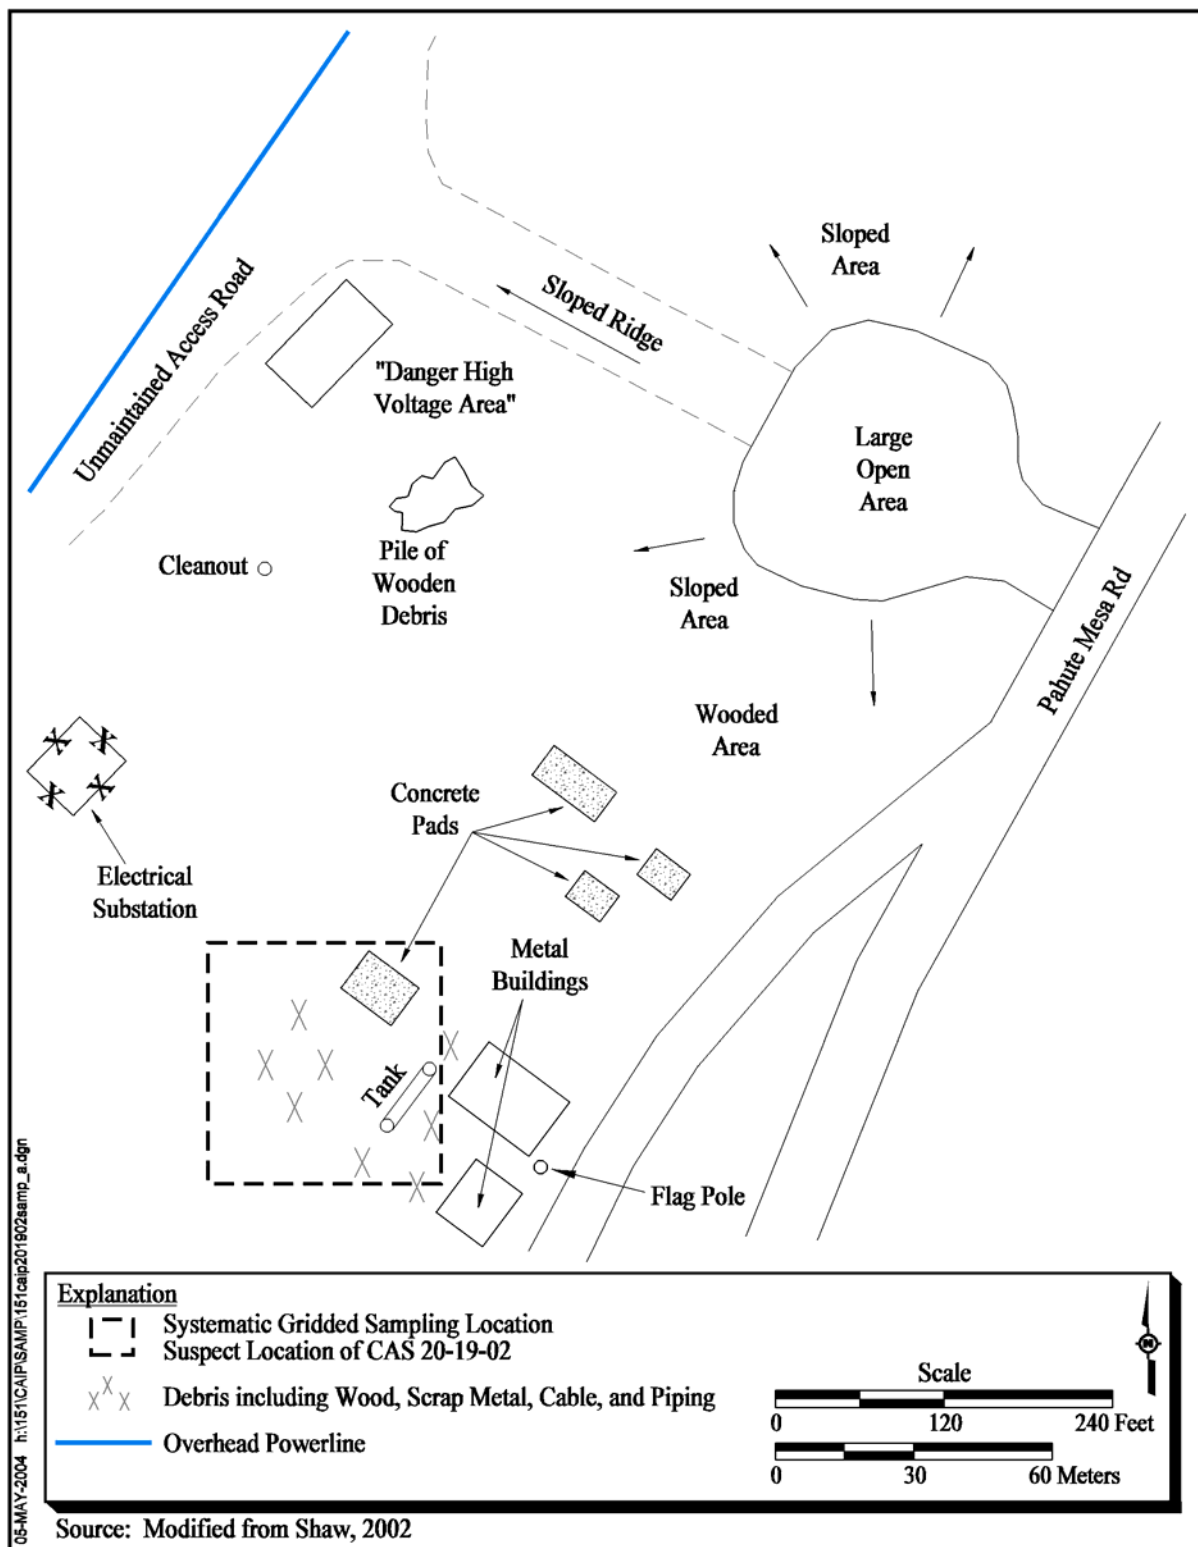 Sloped
Area
Unmaintained Access Road
Sloped Ridge
"Danger High
Voltage Area"
Large
Open
Area
Cleanout
Pile of
Wooden
Debris
Sloped
Area
Pahute Mesa Rd
Wooded
Area
Concrete
Pads
Electrical
Substation
X
X
X
X
Metal
Buildings
Tank
Flag Pole
05-MAY-2004 h:\151\CAIP\SAMP\151caip201902samp_a.dgn
Explanation
Systematic Gridded Sampling Location
Suspect Location of CAS 20-19-02
Debris including Wood, Scrap Metal, Cable, and Piping
Overhead Powerline
N
Scale
0 120 240 Feet
0 30 60 Meters
Source: Modified from Shaw, 2002